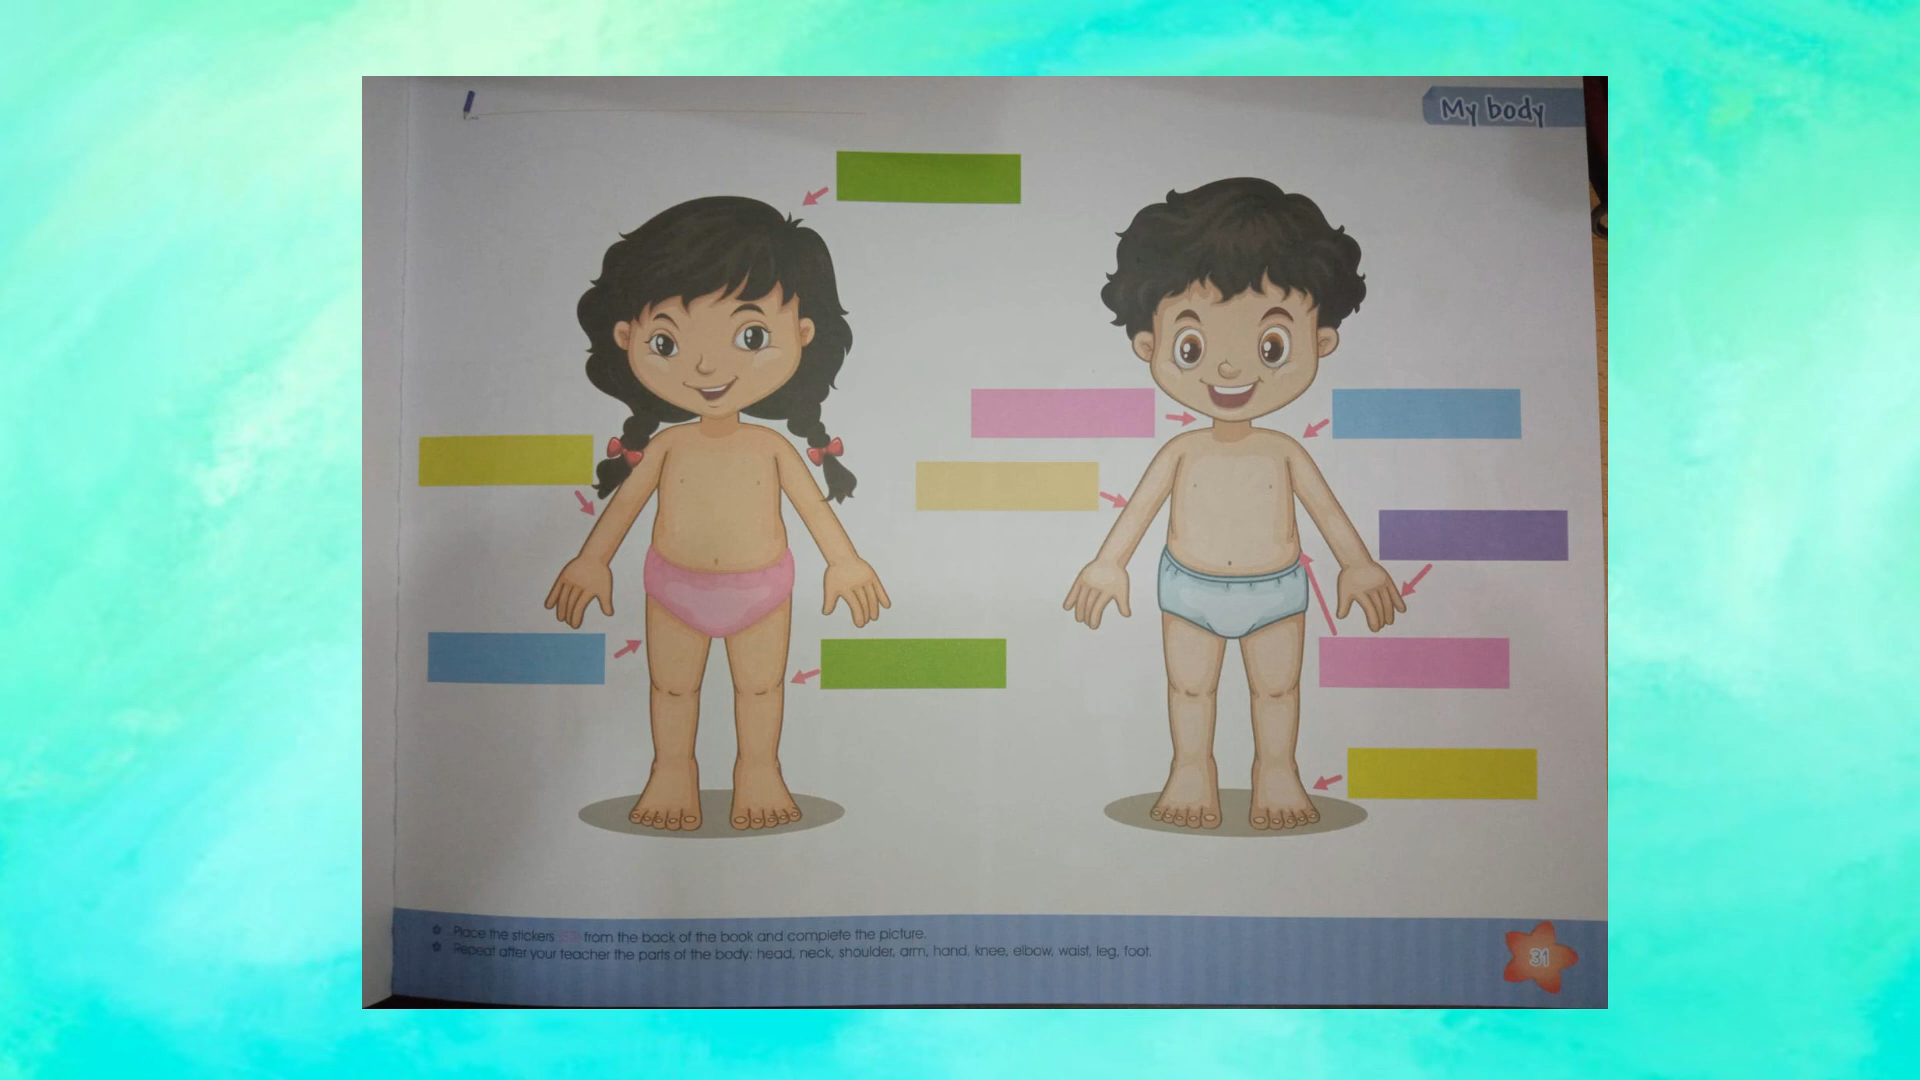 My body
Place the stickers from the back of the book and complete the picture.
Repeat after your teacher the parts of the body: head, neck, shoulder, arm, hand, knee, elbow, waist, leg, foot.
31